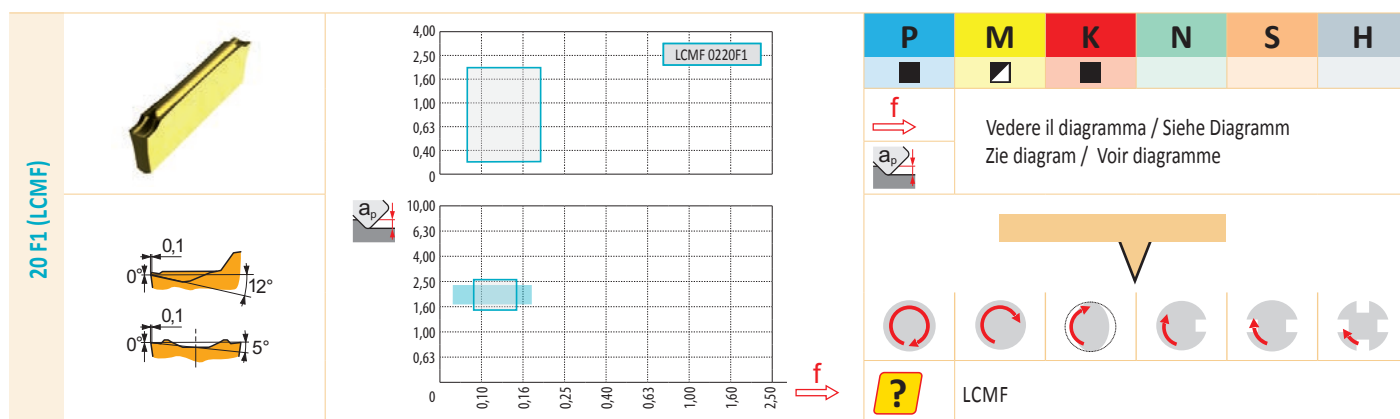 20 F1 (LCMF)
0,1
0°
12°
0,1
0°
5°
4,00
2,50
1,60
1,00
0,63
0,40
0
LCMF 0220F1
ap
10,00
6,30
4,00
2,50
1,60
1,00
0,63
0
0,10
0,16
0,25
0,40
0,63
1,00
1,60
2,50
f
P M K N S H
f
ap
Vedere il diagramma / Siehe Diagramm
Zie diagram / Voir diagramme
? LCMF